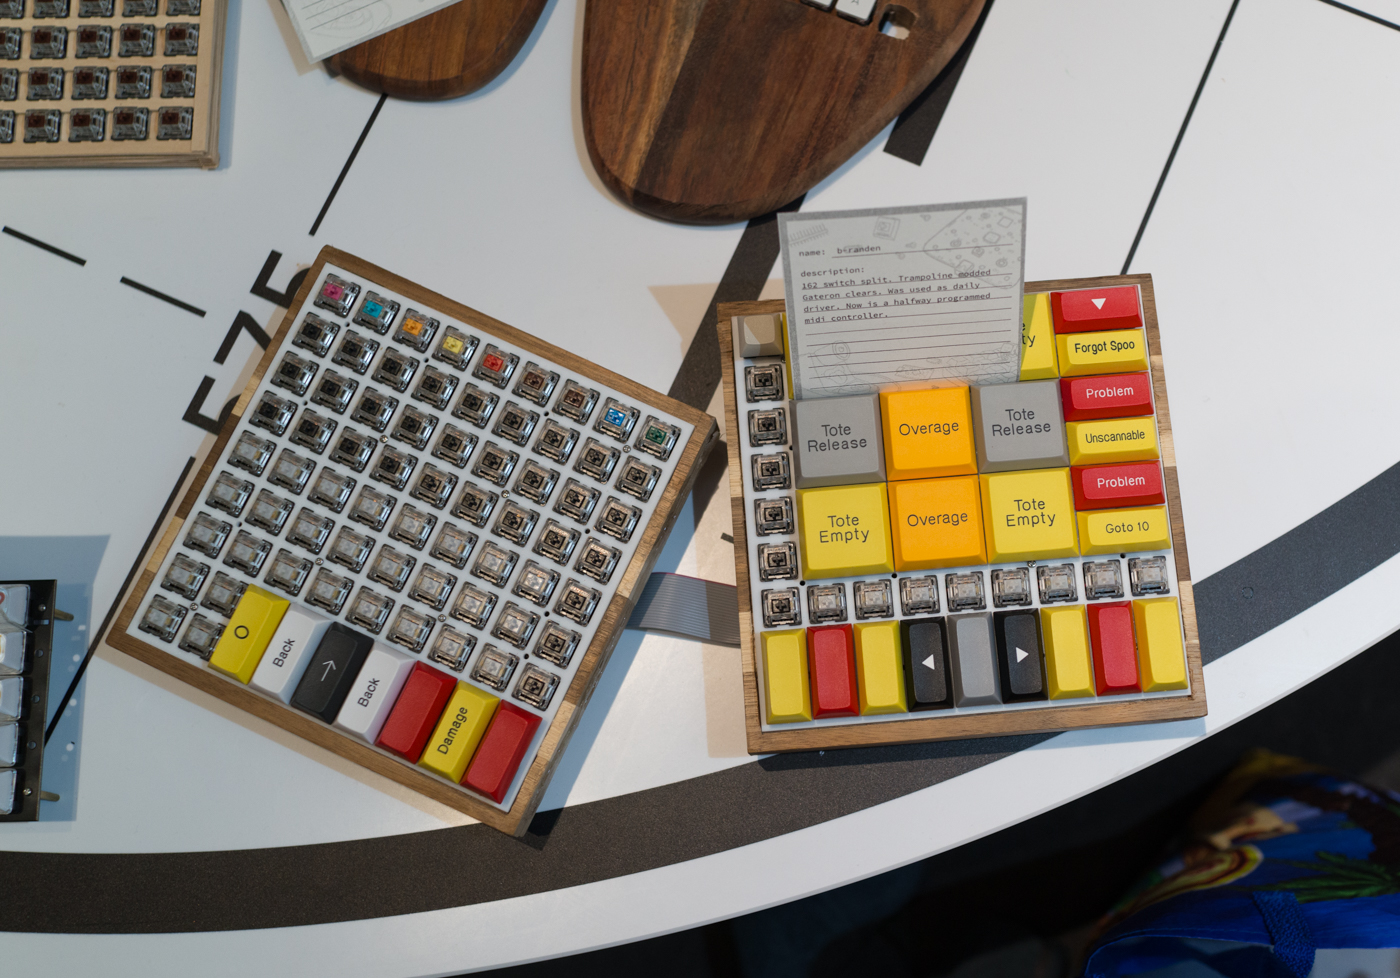 name: b-randen
description:
162 switch split. Trampoline modded
Gateron clears. Was used as daily
driver. Now is a halfway programmed
midi controller.
Forgot Spoo
Problem
Unscannable
Problem
Goto 10
Tote
Release
Overage
Tote
Release
Tote
Empty
Overage
Tote
Empty
O
Back
Back
Damage